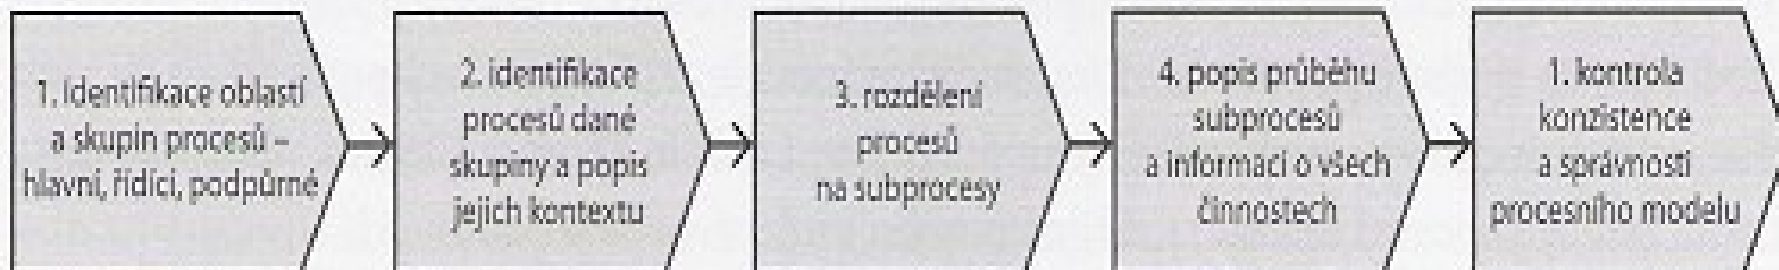 1. identifikace oblastí
a skupin procesů –
hlavní, řídící, podpůrné
2. identifikace
procesů dané
skupiny a popis
jejich kontextu
3. rozdělení
procesů
na subprocesy
4. popis průběhu
subprocesů
a informací o všech
činnostech
1. kontrola
konzistence
a správnosti
procesního modelu